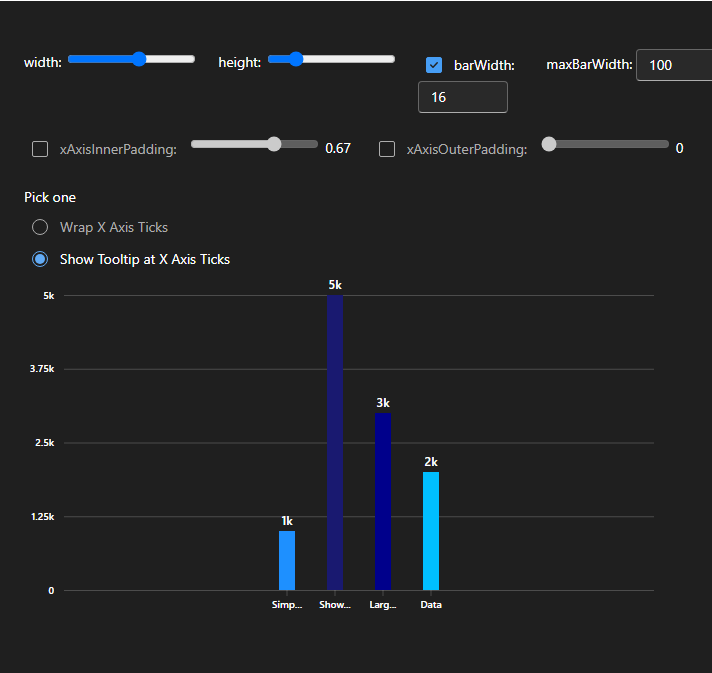 width: height: barWidth: maxBarWidth: 100
16
xAxisInnerPadding: 0.67 xAxisOuterPadding: 0
Pick one
Wrap X Axis Ticks
Show Tooltip at X Axis Ticks
5k
5k
3.75k
3k
2.5k
2k
1.25k
1k
0
Simp... Show... Larg... Data